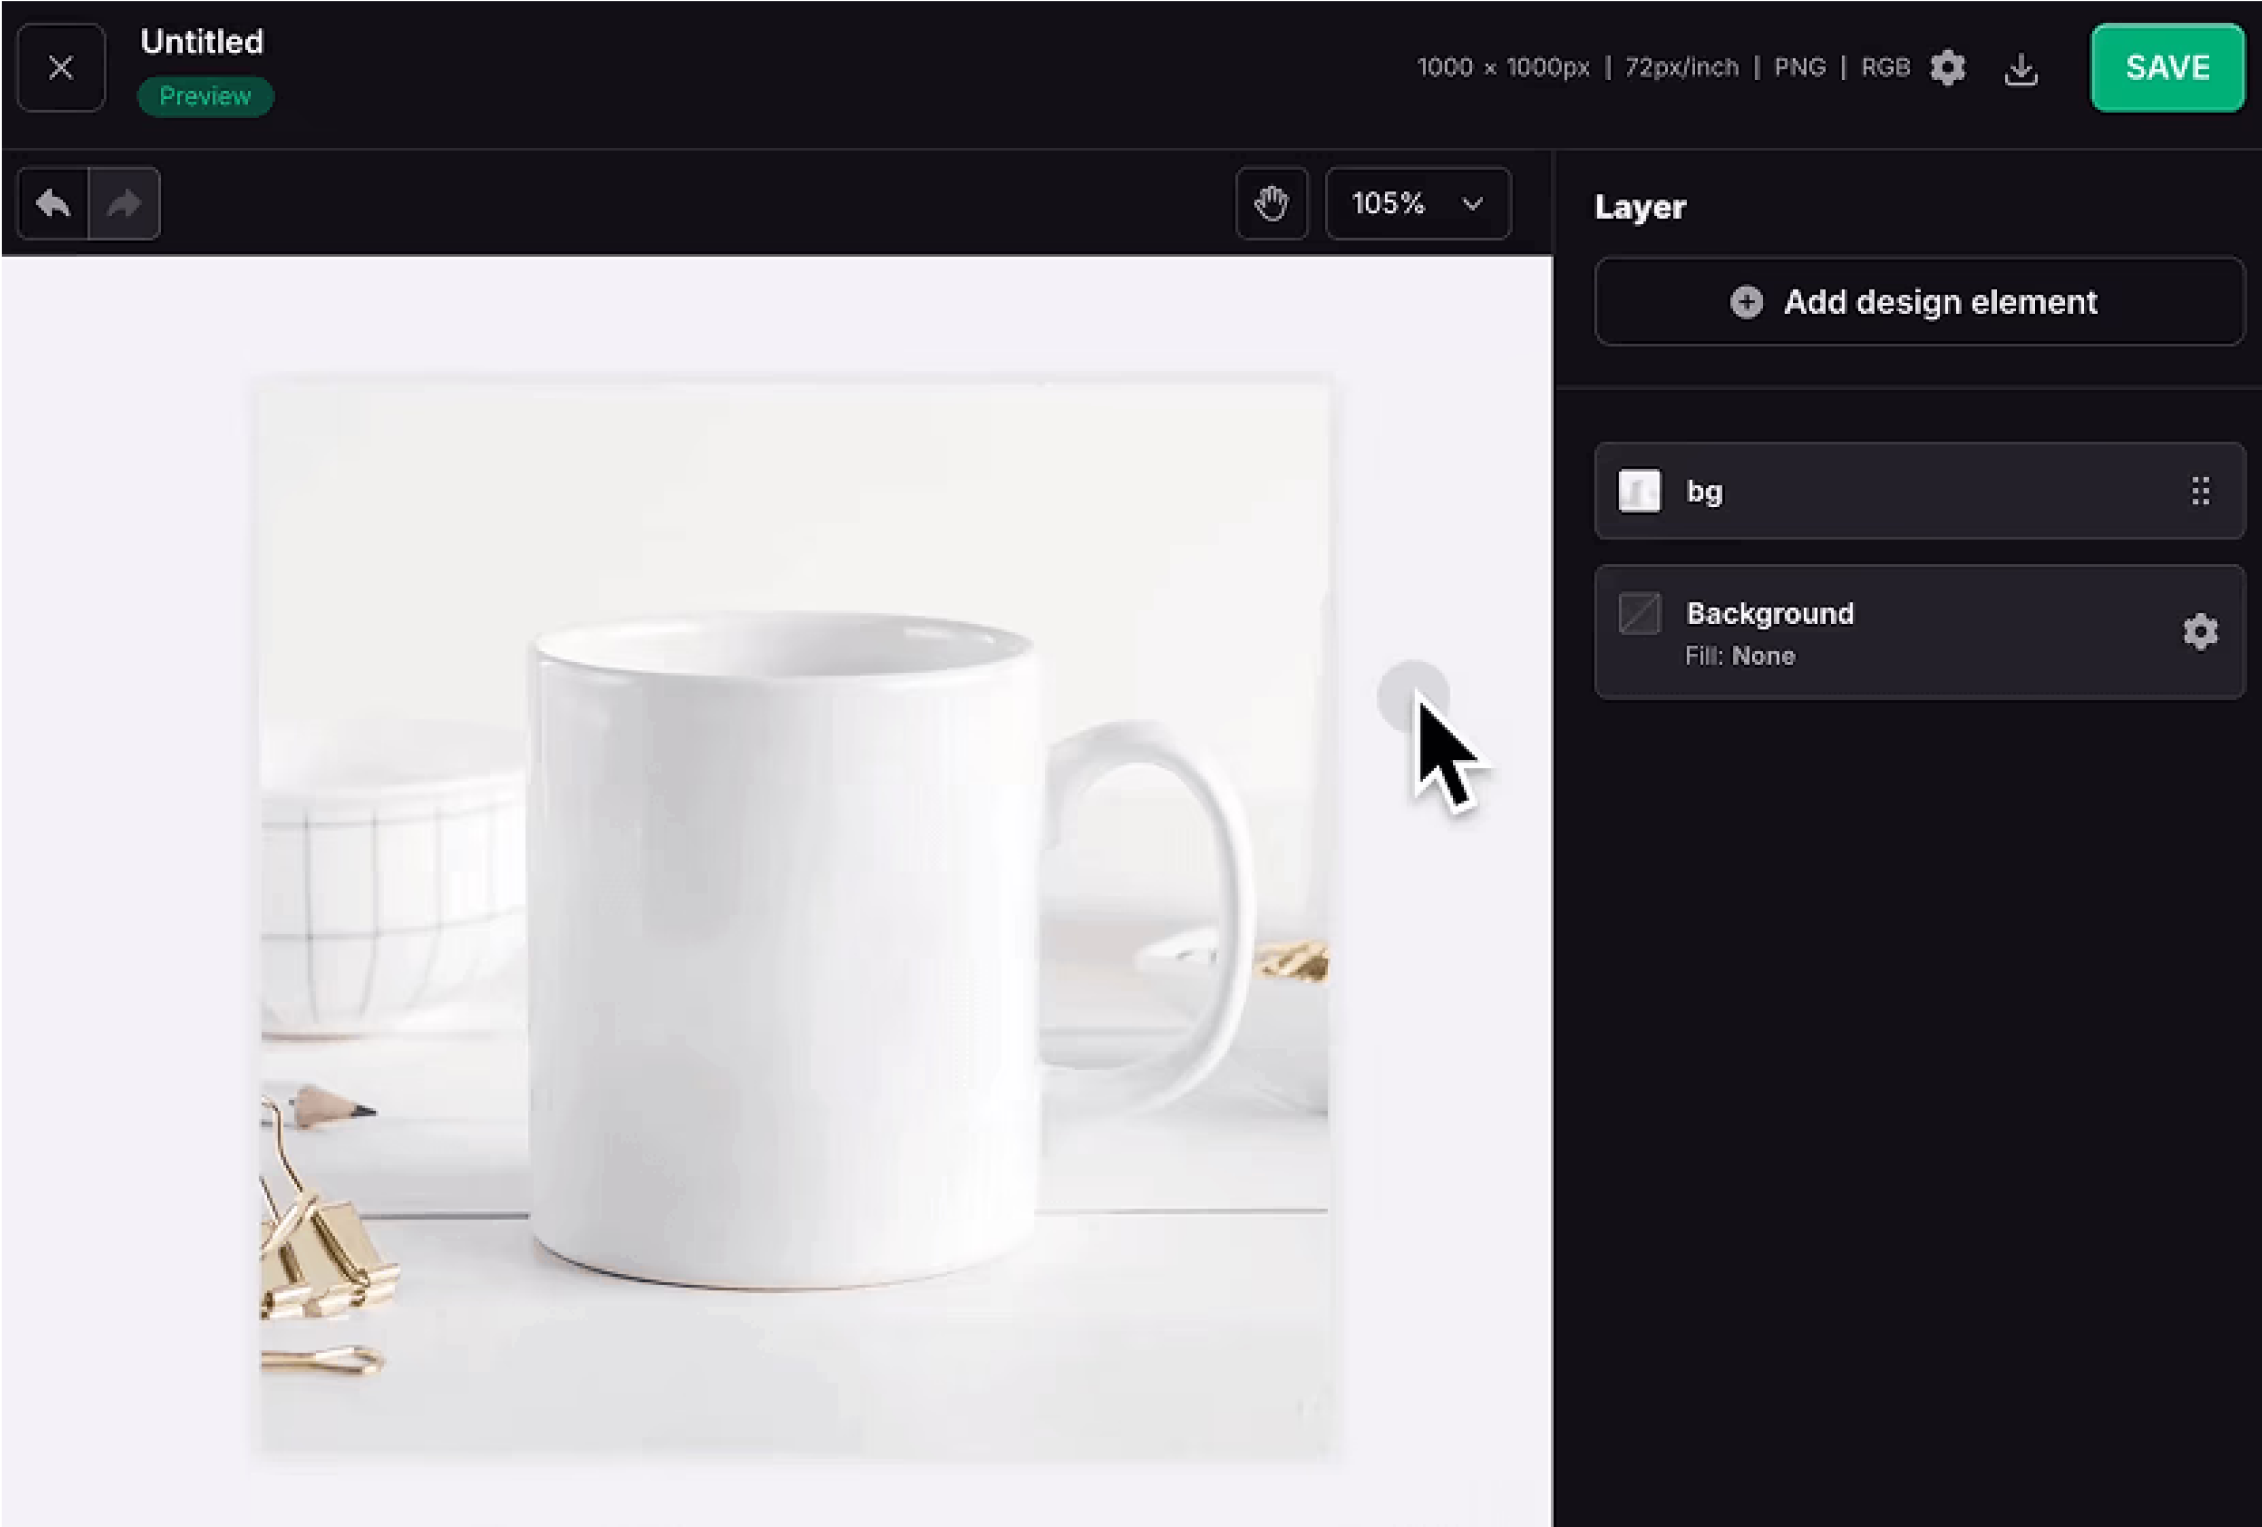 Untitled
Preview
1000 × 1000px | 72px/inch | PNG | RGB
SAVE
105%
Layer
Add design element
bg
Background
Fill: None